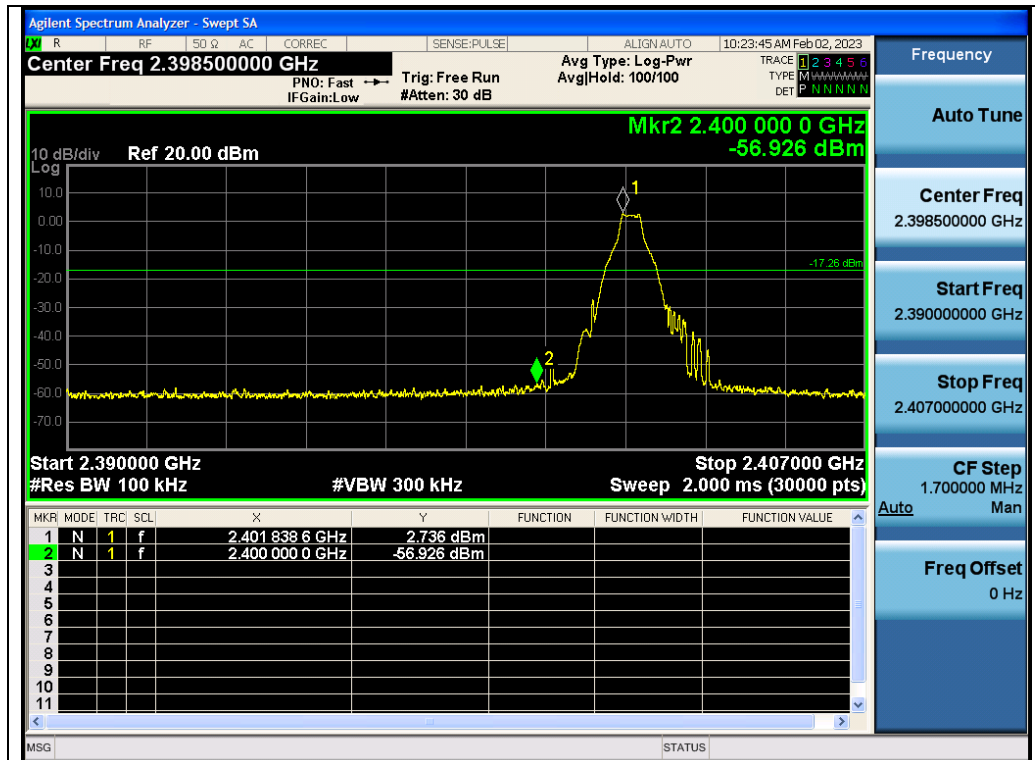 Agilent Spectrum Analyzer - Swept SA
LXI R RF 50 Ω AC CORREC SENSE:PULSE ALIGN AUTO 10:23:45 AM Feb 02, 2023
Center Freq 2.398500000 GHz
PNO: Fast
IFGain:Low
Trig: Free Run
#Atten: 30 dB
Avg Type: Log-Pwr
Avg|Hold: 100/100
TRACE 1 2 3 4 5 6
TYPE M WWWWW
DET P N N N N N
Mkr2 2.400 000 0 GHz
-56.926 dBm
10 dB/div Ref 20.00 dBm
Log
10.0
0.00
-10.0
-20.0
-30.0
-40.0
-50.0
-60.0
-70.0
1
-17.26 dBm
2
Start 2.390000 GHz Stop 2.407000 GHz
#Res BW 100 kHz #VBW 300 kHz Sweep 2.000 ms (30000 pts)
MKR MODE TRC SCL X Y FUNCTION FUNCTION WIDTH FUNCTION VALUE
1 N 1 f 2.401 838 6 GHz 2.736 dBm
2 N 1 f 2.400 000 0 GHz -56.926 dBm
3
4
5
6
7
8
9
10
11
MSG STATUS
Frequency
Auto Tune
Center Freq
2.398500000 GHz
Start Freq
2.390000000 GHz
Stop Freq
2.407000000 GHz
CF Step
1.700000 MHz
Auto Man
Freq Offset
0 Hz